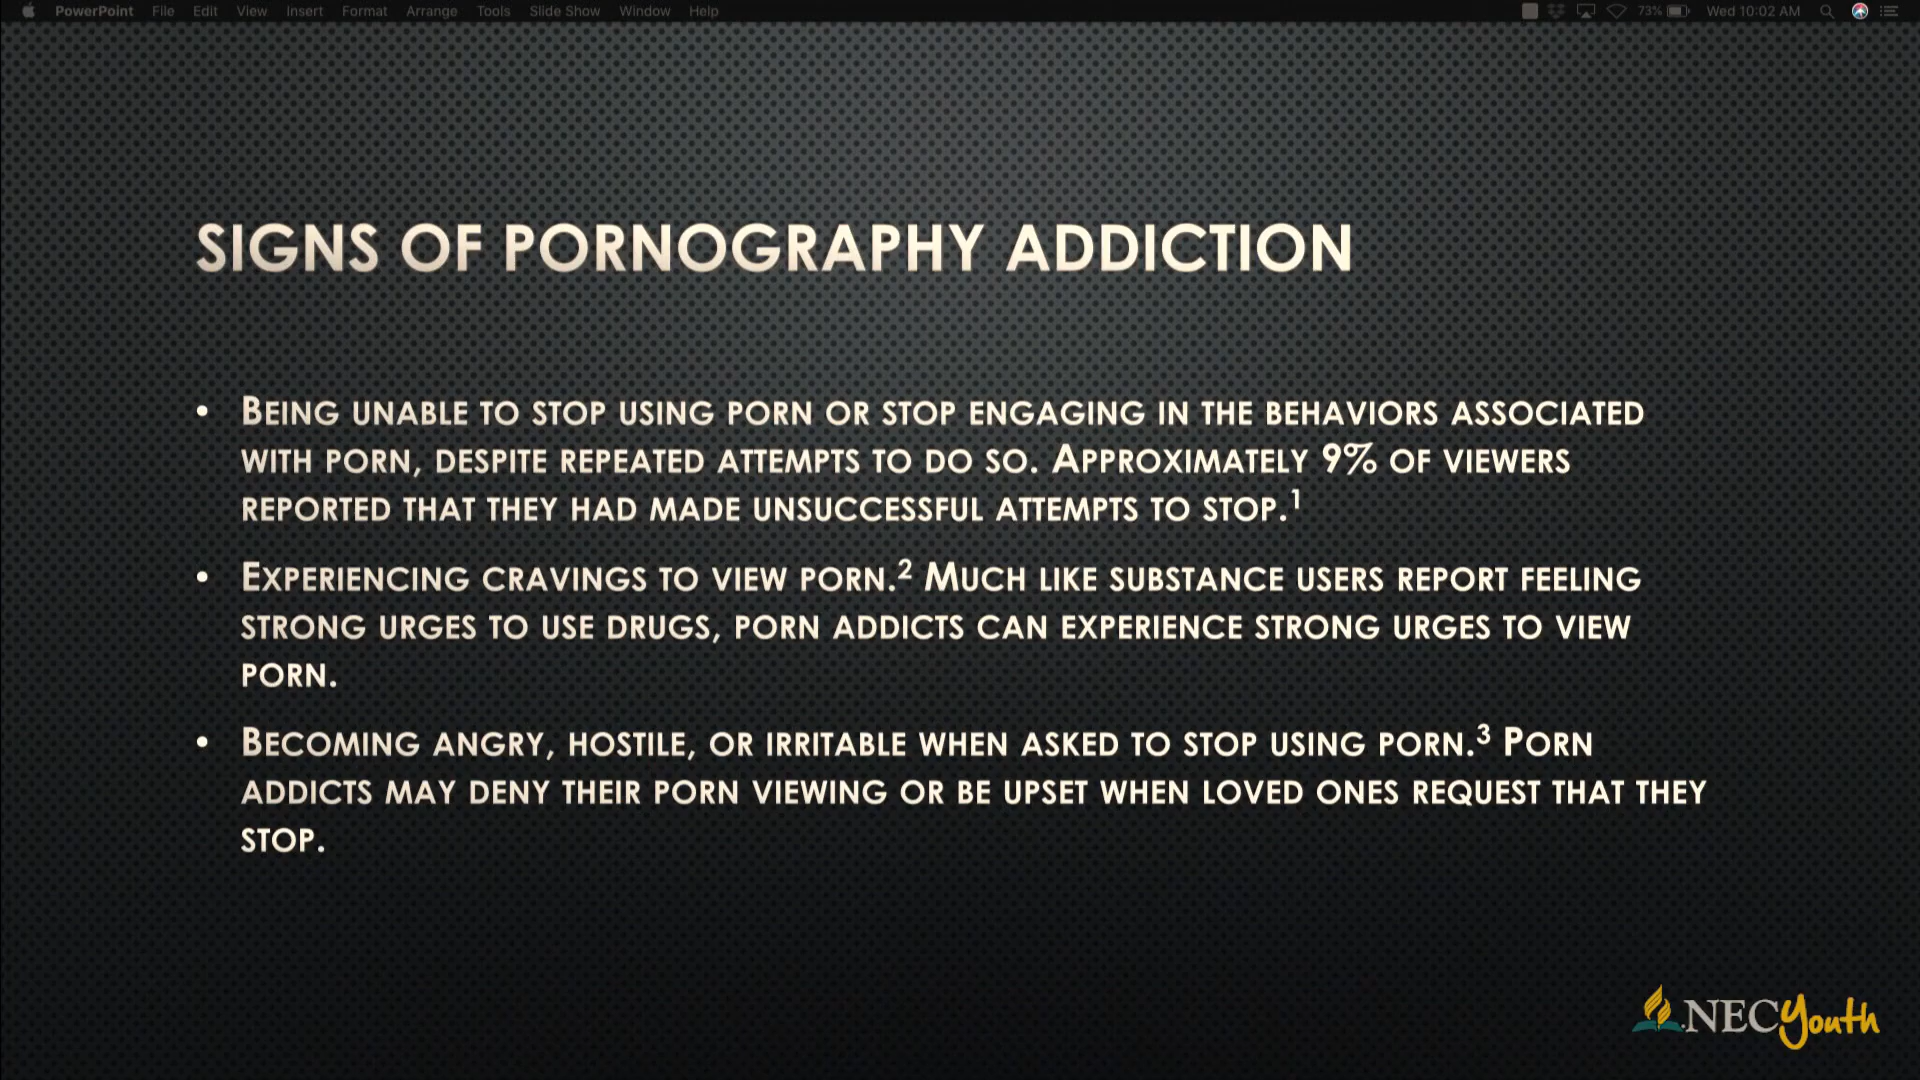 PowerPoint File Edit View Insert Format Arrange Tools Slide Show Window Help 73% Wed 10:02 AM
SIGNS OF PORNOGRAPHY ADDICTION
• BEING UNABLE TO STOP USING PORN OR STOP ENGAGING IN THE BEHAVIORS ASSOCIATED
WITH PORN, DESPITE REPEATED ATTEMPTS TO DO SO. APPROXIMATELY 9% OF VIEWERS
REPORTED THAT THEY HAD MADE UNSUCCESSFUL ATTEMPTS TO STOP.¹
• EXPERIENCING CRAVINGS TO VIEW PORN.² MUCH LIKE SUBSTANCE USERS REPORT FEELING
STRONG URGES TO USE DRUGS, PORN ADDICTS CAN EXPERIENCE STRONG URGES TO VIEW
PORN.
• BECOMING ANGRY, HOSTILE, OR IRRITABLE WHEN ASKED TO STOP USING PORN.³ PORN
ADDICTS MAY DENY THEIR PORN VIEWING OR BE UPSET WHEN LOVED ONES REQUEST THAT THEY
STOP.
NECYouth